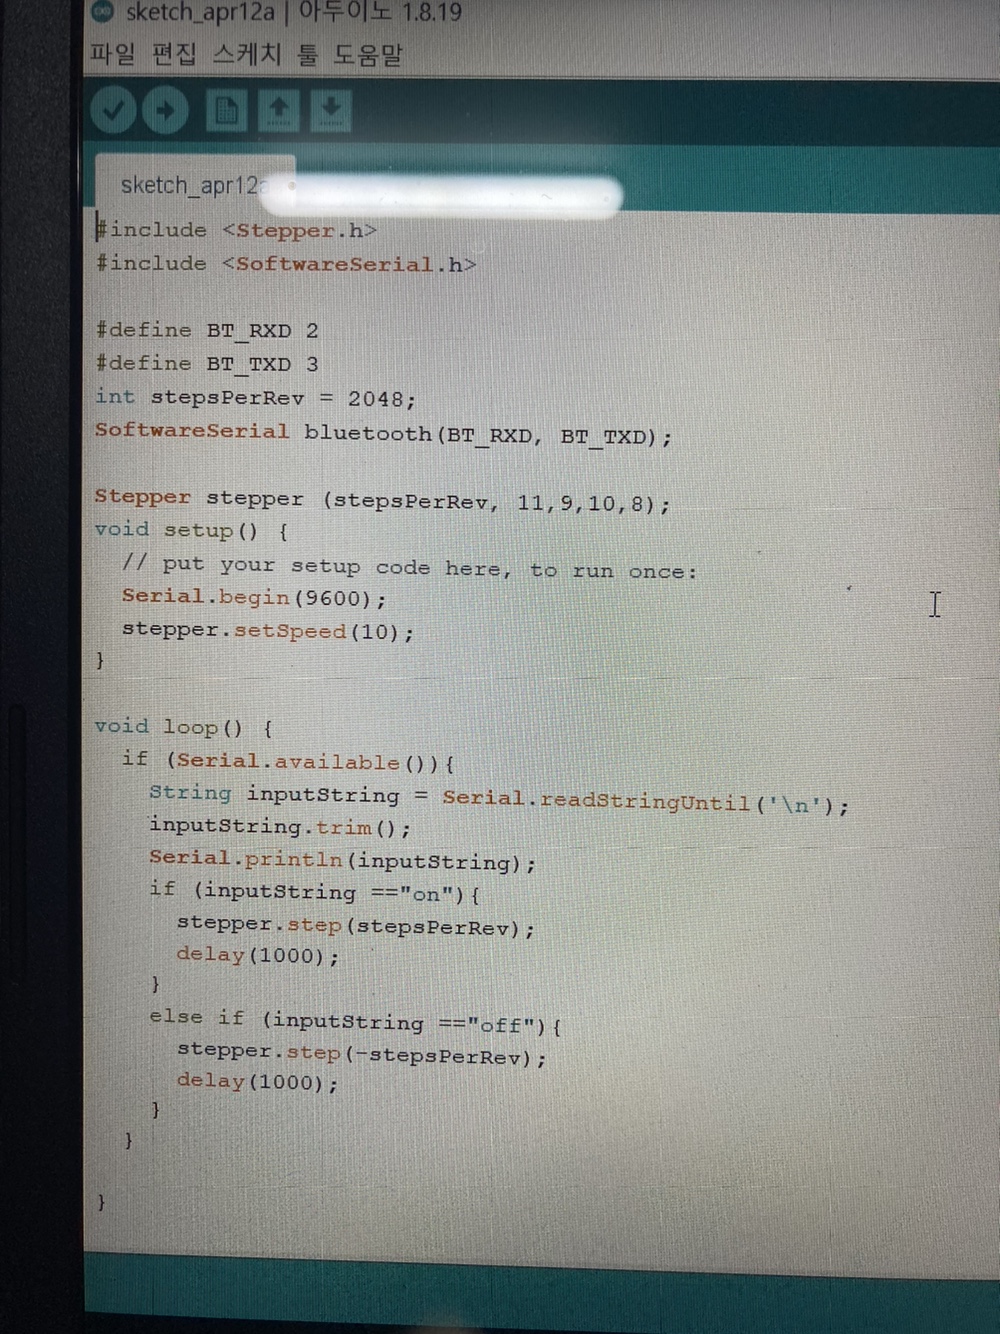 sketch_apr12a | 아두이노 1.8.19
파일 편집 스케치 툴 도움말
sketch_apr12a
#include <Stepper.h>
#include <SoftwareSerial.h>
#define BT_RXD 2
#define BT_TXD 3
int stepsPerRev = 2048;
SoftwareSerial bluetooth(BT_RXD, BT_TXD);
Stepper stepper (stepsPerRev, 11,9,10,8);
void setup() {
// put your setup code here, to run once:
Serial.begin(9600);
stepper.setSpeed(10);
}
void loop() {
if (Serial.available()){
String inputString = Serial.readStringUntil('\n');
inputString.trim();
Serial.println(inputString);
if (inputString =="on"){
stepper.step(stepsPerRev);
delay(1000);
}
else if (inputString =="off"){
stepper.step(-stepsPerRev);
delay(1000);
}
}
}